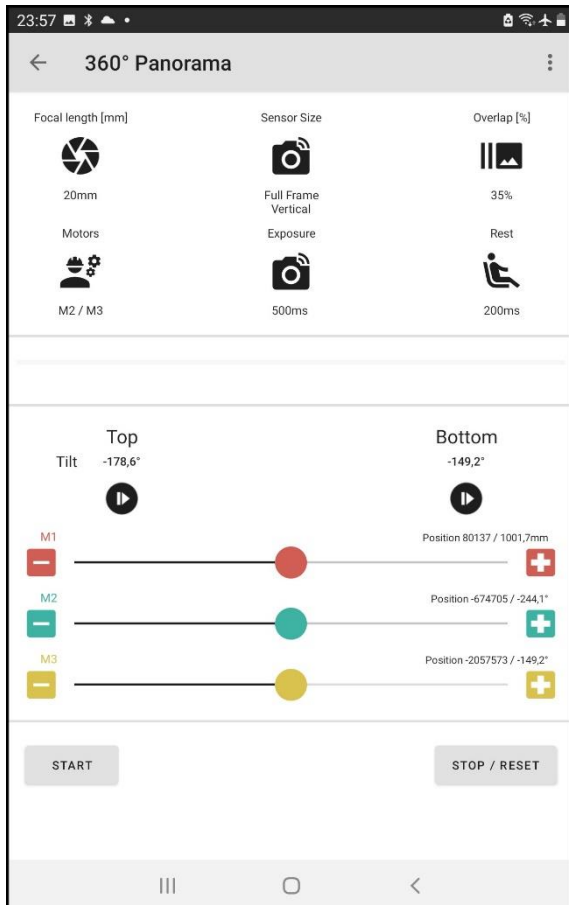 23:57
360° Panorama
Focal length [mm]
Sensor Size
Overlap [%]
20mm
Full Frame
Vertical
35%
Motors
Exposure
Rest
M2 / M3
500ms
200ms
Top
Bottom
Tilt
-178,6°
-149,2°
M1
Position 80137 / 1001,7mm
M2
Position -674705 / -244,1°
M3
Position -2057573 / -149,2°
START
STOP / RESET